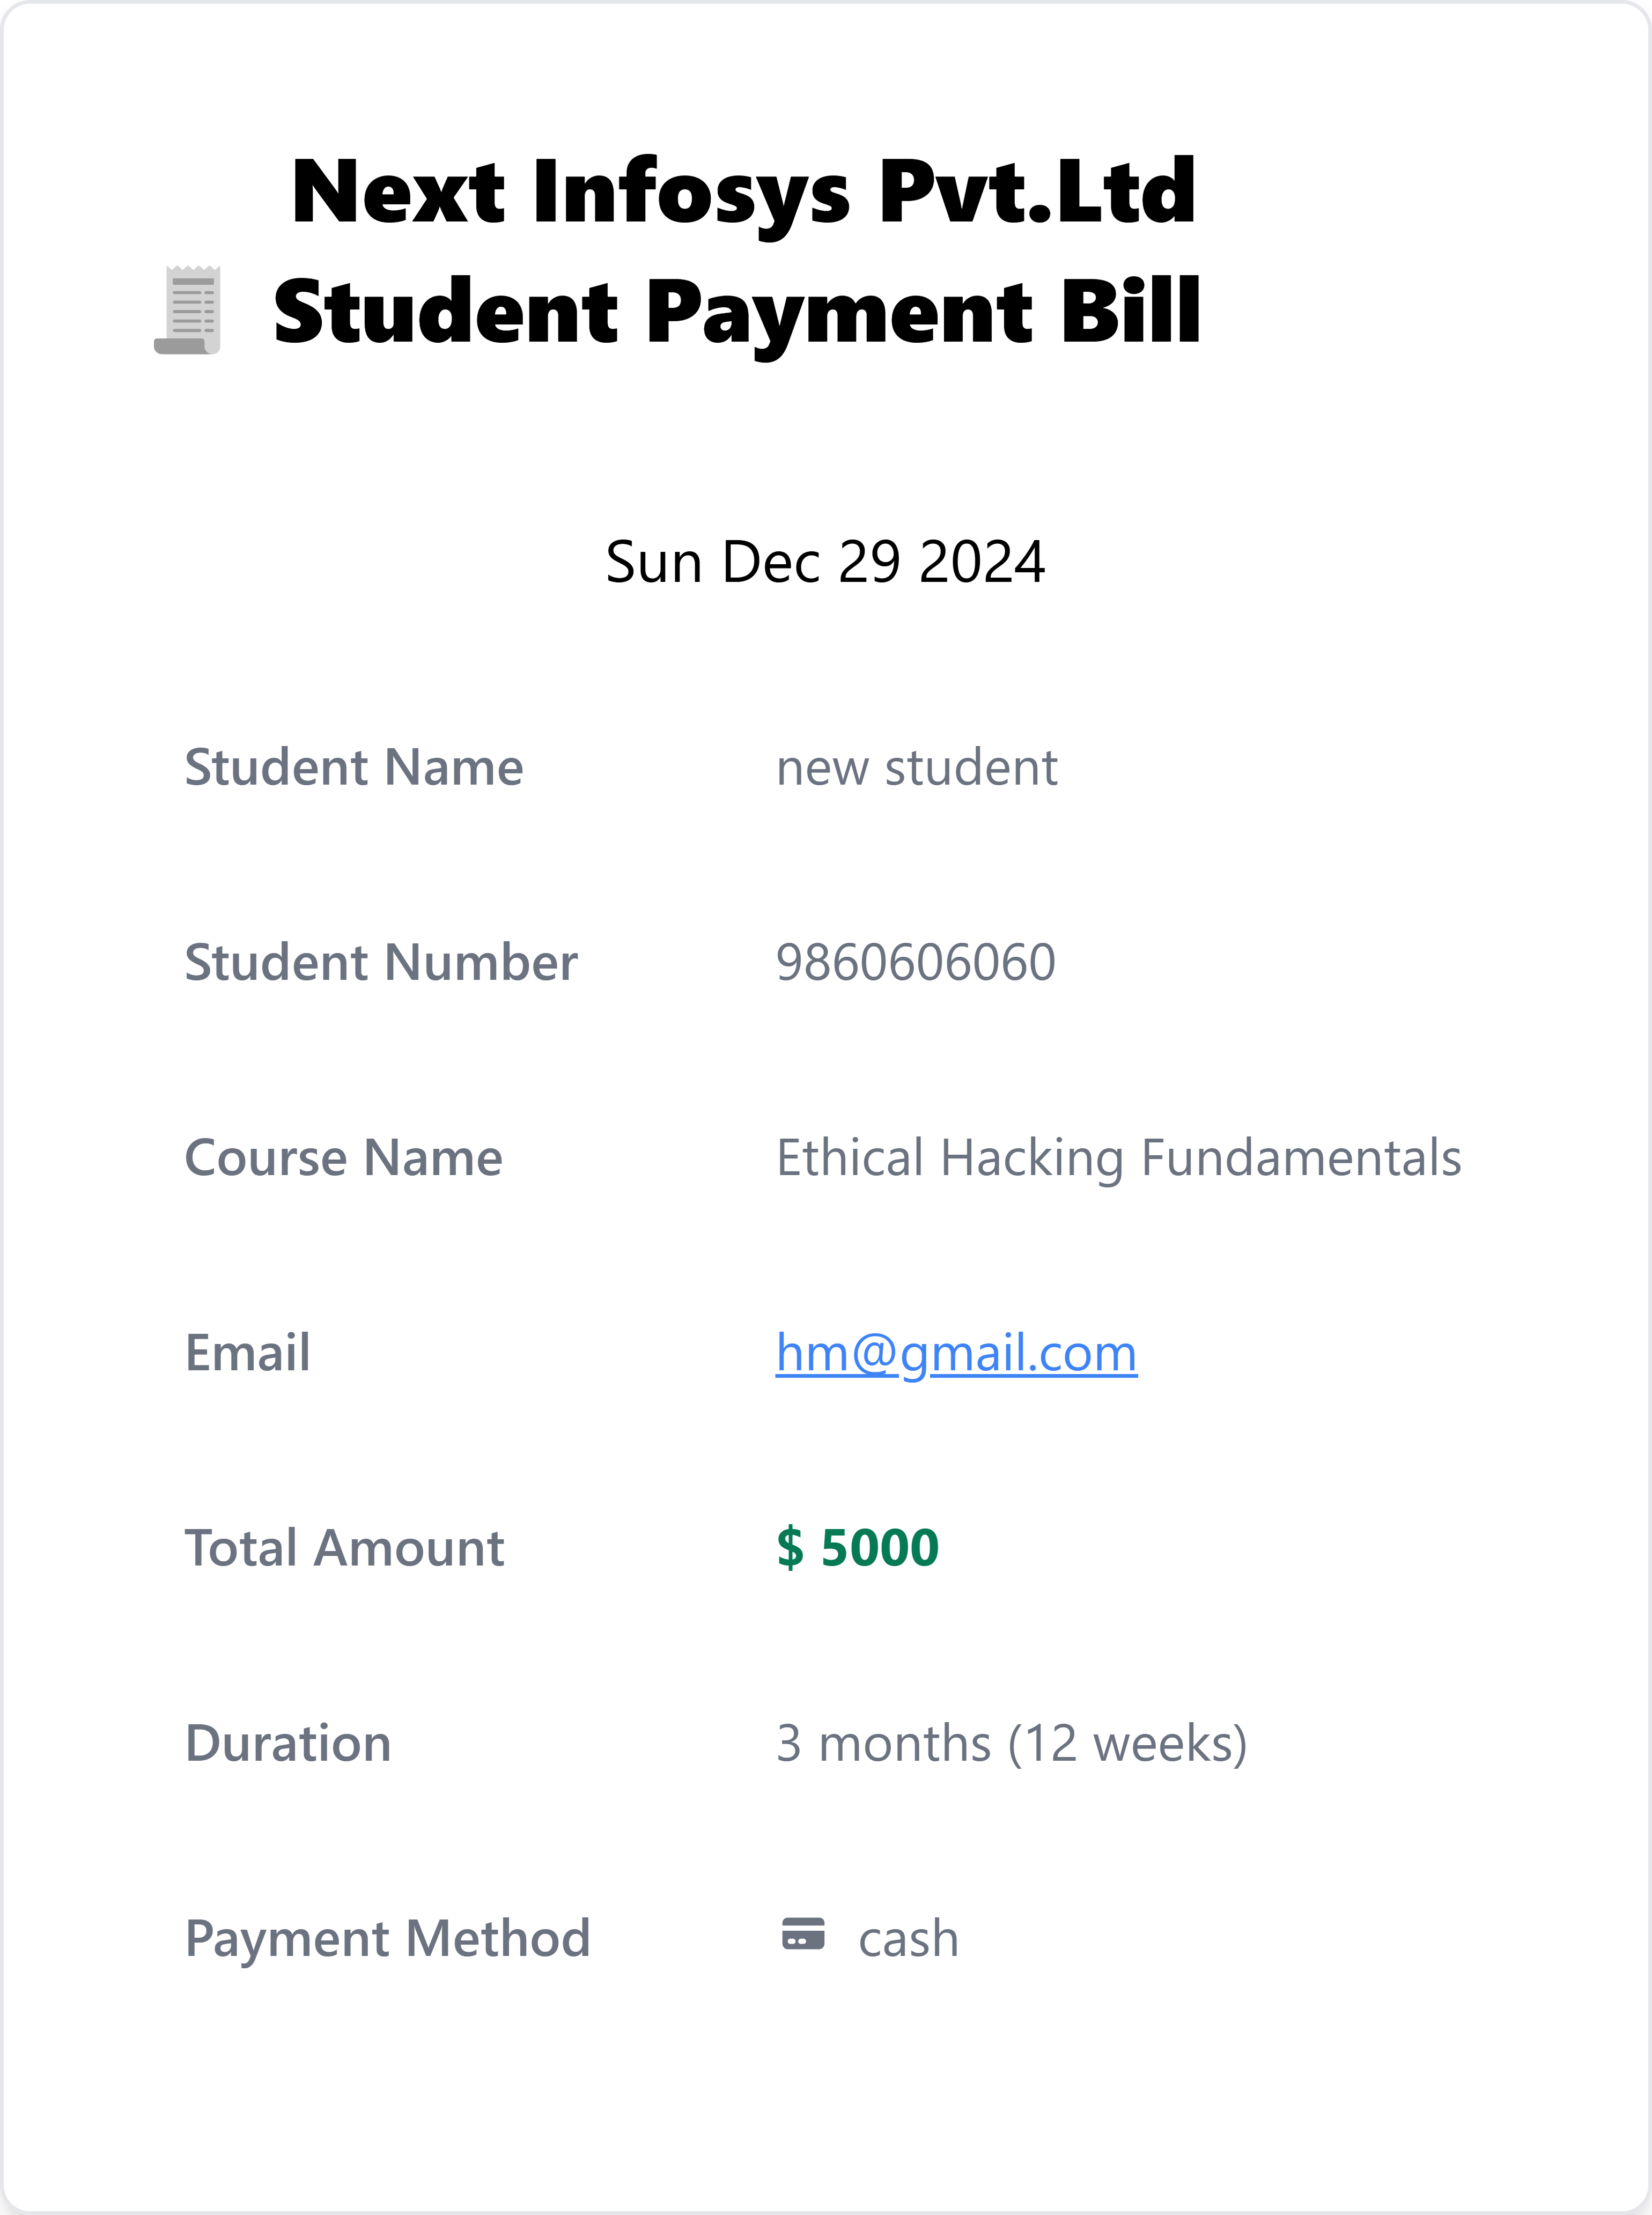 Next Infosys Pvt.Ltd
Student Payment Bill
Sun Dec 29 2024
Student Name new student
Student Number 9860606060
Course Name Ethical Hacking Fundamentals
Email hm@gmail.com
Total Amount $ 5000
Duration 3 months (12 weeks)
Payment Method cash